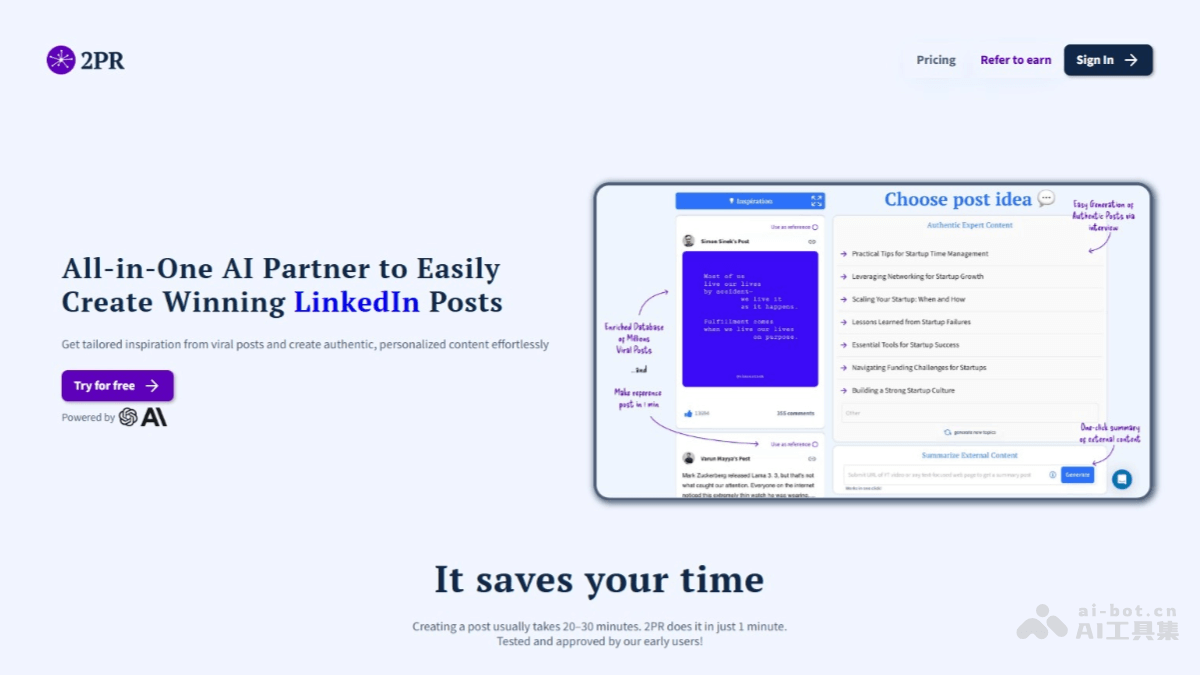 2PR
Pricing
Refer to earn
Sign In
All-in-One AI Partner to Easily
Create Winning LinkedIn Posts
Get tailored inspiration from viral posts and create authentic, personalized content effortlessly
Try for free
Powered by
Inspiration
Use as reference
Simon Sinek's Post
Most of us
live our lives
by accident-
we live it
as it happens.
Fulfillment comes
when we live our lives
on purpose.
255 comments
Use as reference
Varun Mayya's Post
Mark Zuckerberg released Lama 3. 3, but that's not
what caught our attention. Everyone on the internet
noticed this extremely thin watch he was wearing....
Enriched Database
of Millions
Viral Posts
..and
Make reference
post in 1 min
Choose post idea
Authentic Expert Content
Practical Tips for Startup Time Management
Leveraging Networking for Startup Growth
Scaling Your Startup: When and How
Lessons Learned from Startup Failures
Essential Tools for Startup Success
Navigating Funding Challenges for Startups
Building a Strong Startup Culture
Other
generate new topics
Summarize External Content
Submit URL of YT video or any text-focused web page to get a summary post
Generate
Easy Generation of
Authentic Posts via
interview
One-click summary
of external content
It saves your time
Creating a post usually takes 20–30 minutes. 2PR does it in just 1 minute.
Tested and approved by our early users!
ai-bot.cn
AI工具集